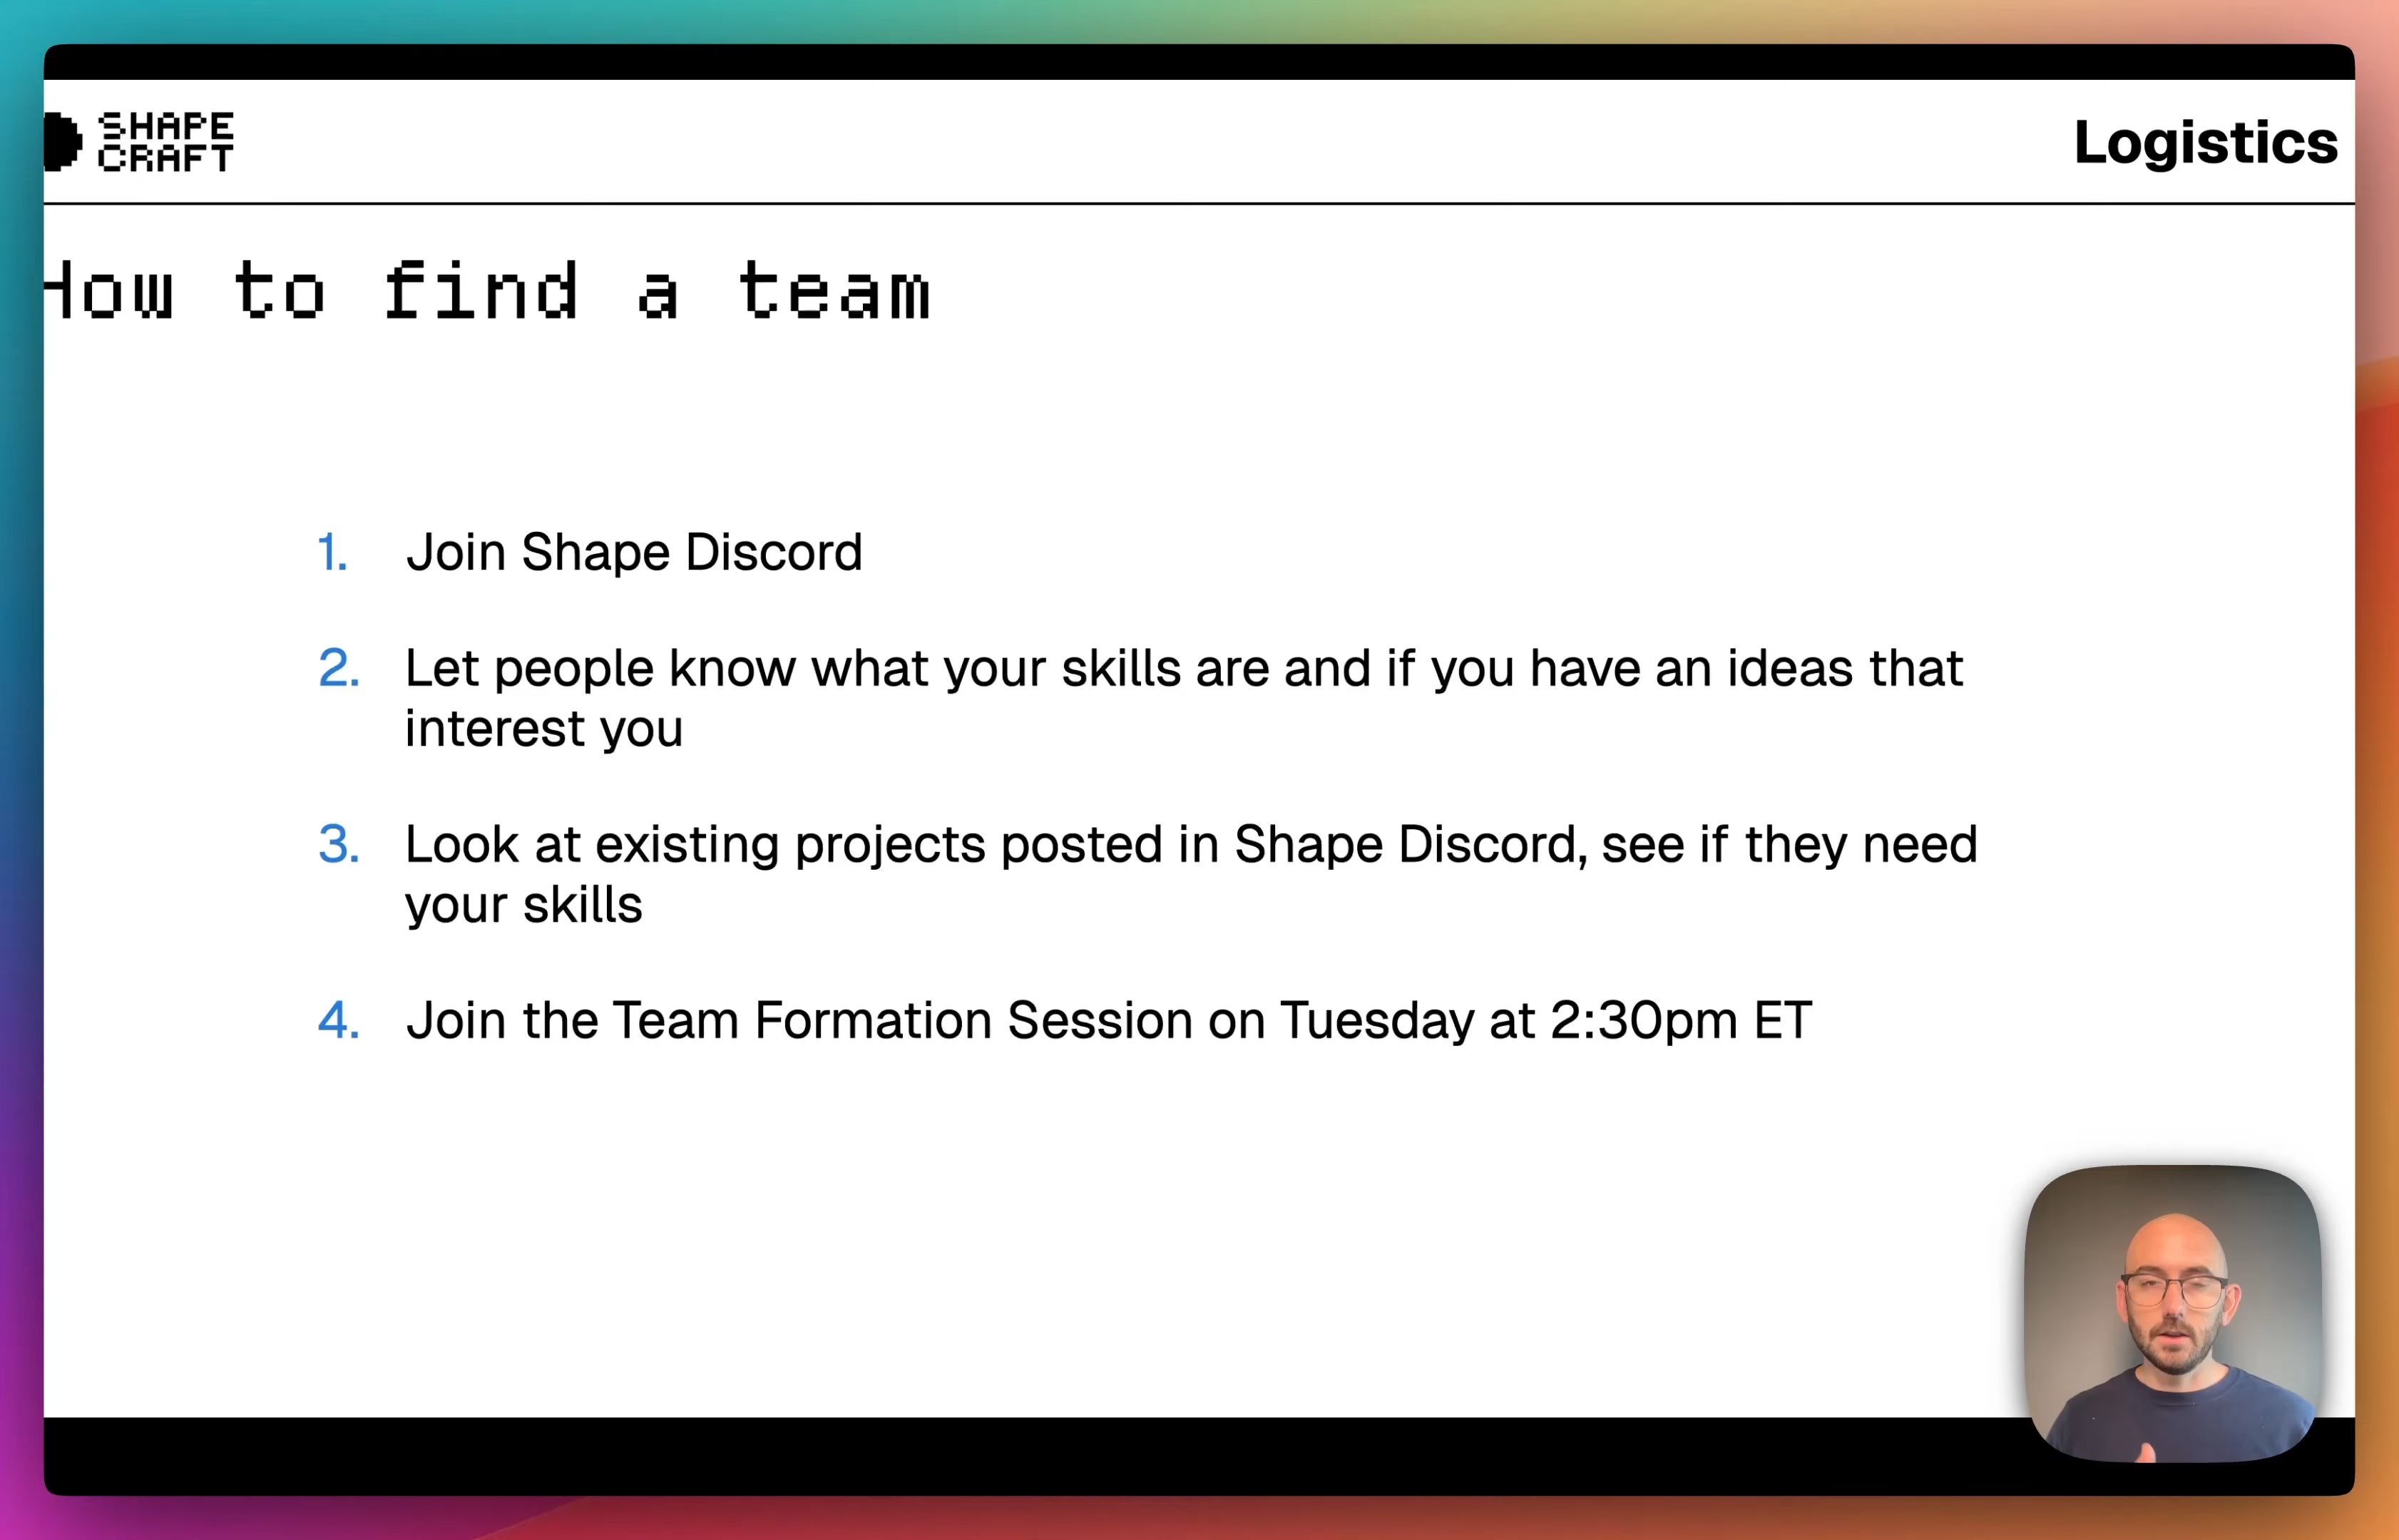 SHAPE
CRAFT
Logistics
How to find a team
1. Join Shape Discord
2. Let people know what your skills are and if you have an ideas that
interest you
3. Look at existing projects posted in Shape Discord, see if they need
your skills
4. Join the Team Formation Session on Tuesday at 2:30pm ET